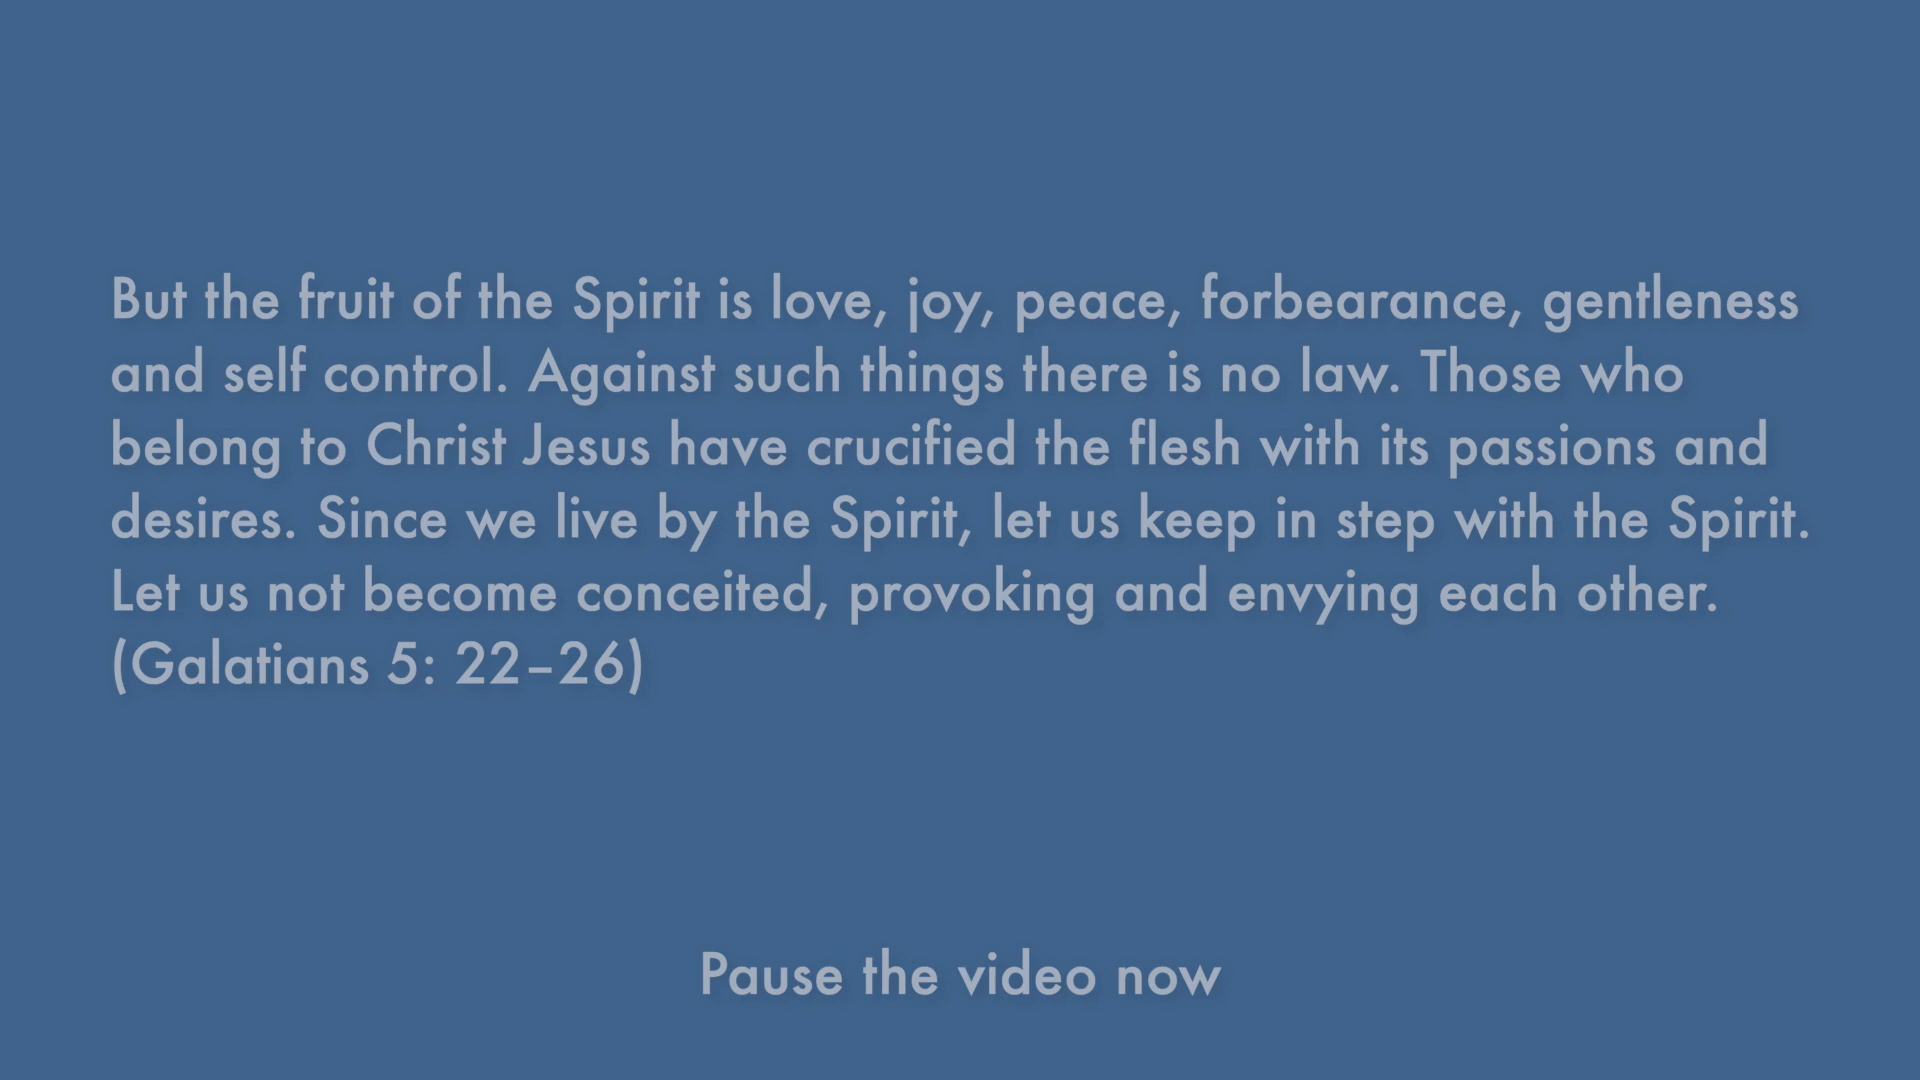 But the fruit of the Spirit is love, joy, peace, forbearance, gentleness
and self control. Against such things there is no law. Those who
belong to Christ Jesus have crucified the flesh with its passions and
desires. Since we live by the Spirit, let us keep in step with the Spirit.
Let us not become conceited, provoking and envying each other.
(Galatians 5: 22–26)
Pause the video now